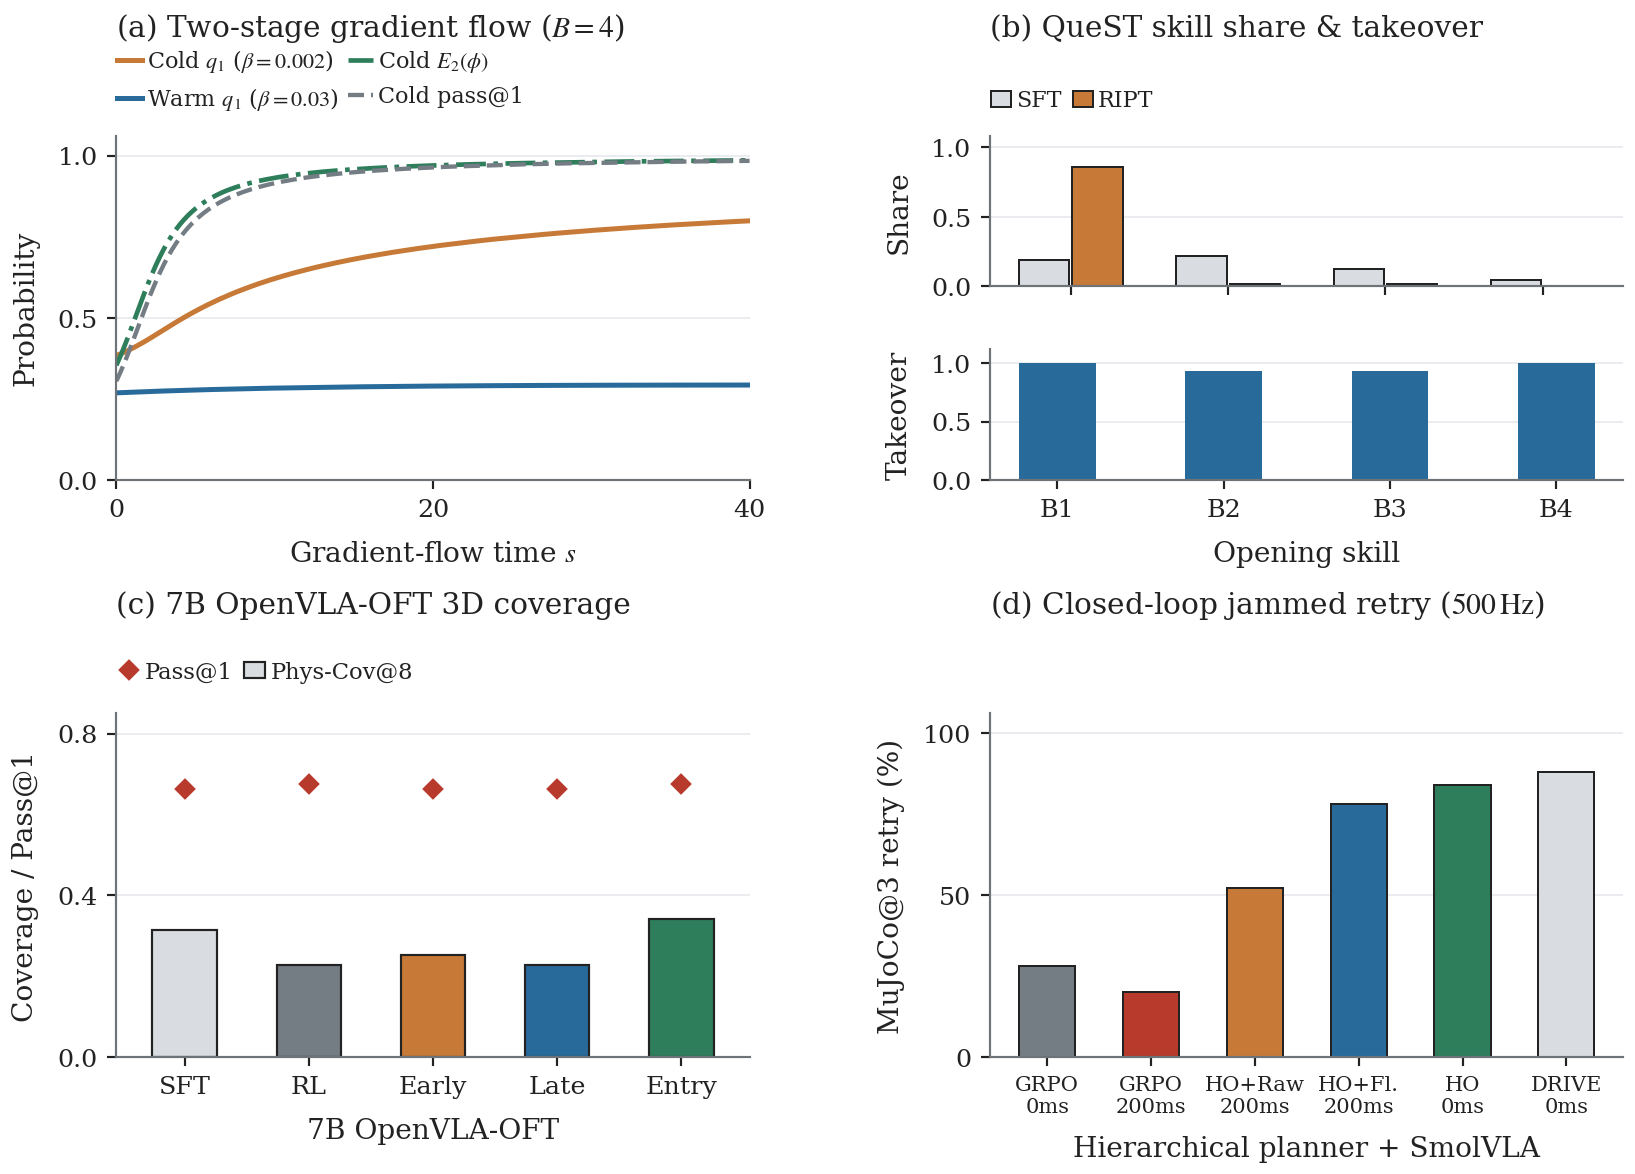 (a) Two-stage gradient flow (B = 4)
Cold q₁ (β = 0.002)
Cold E₂(ϕ)
Warm q₁ (β = 0.03)
Cold pass@1
1.0
0.5
0.0
Probability
0
20
40
Gradient-flow time s
(b) QueST skill share & takeover
SFT
RIPT
1.0
0.5
0.0
Share
1.0
0.5
0.0
Takeover
B1
B2
B3
B4
Opening skill
(c) 7B OpenVLA-OFT 3D coverage
Pass@1
Phys-Cov@8
0.8
0.4
0.0
Coverage / Pass@1
SFT
RL
Early
Late
Entry
7B OpenVLA-OFT
(d) Closed-loop jammed retry (500 Hz)
100
50
0
MuJoCo@3 retry (%)
GRPO
0ms
GRPO
200ms
HO+Raw
200ms
HO+Fl.
200ms
HO
0ms
DRIVE
0ms
Hierarchical planner + SmolVLA